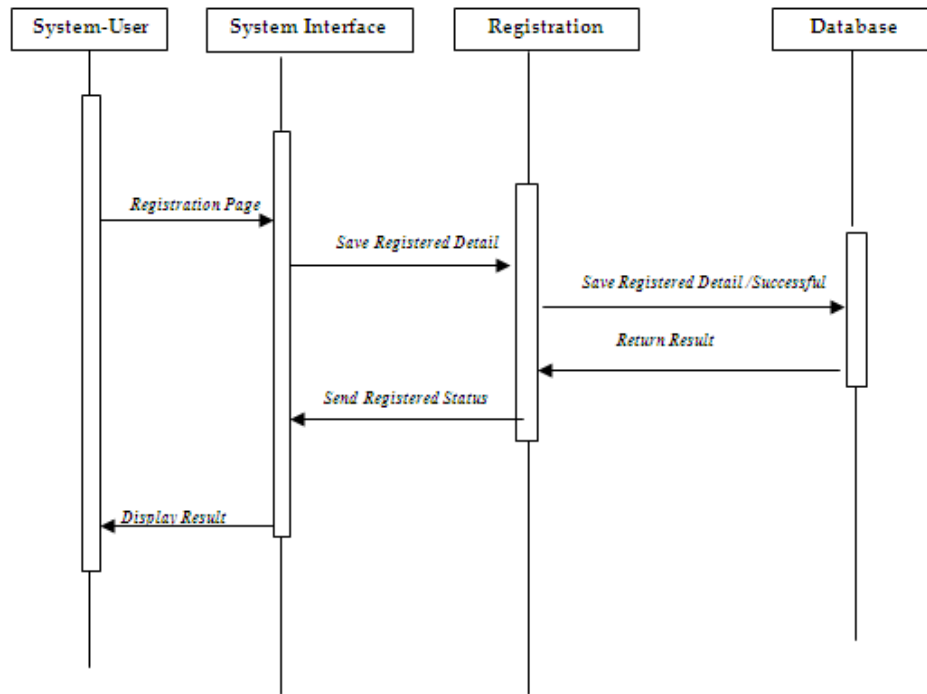 System-User
System Interface
Registration
Database
Registration Page
Save Registered Detail
Save Registered Detail /Successful
Return Result
Send Registered Status
Display Result